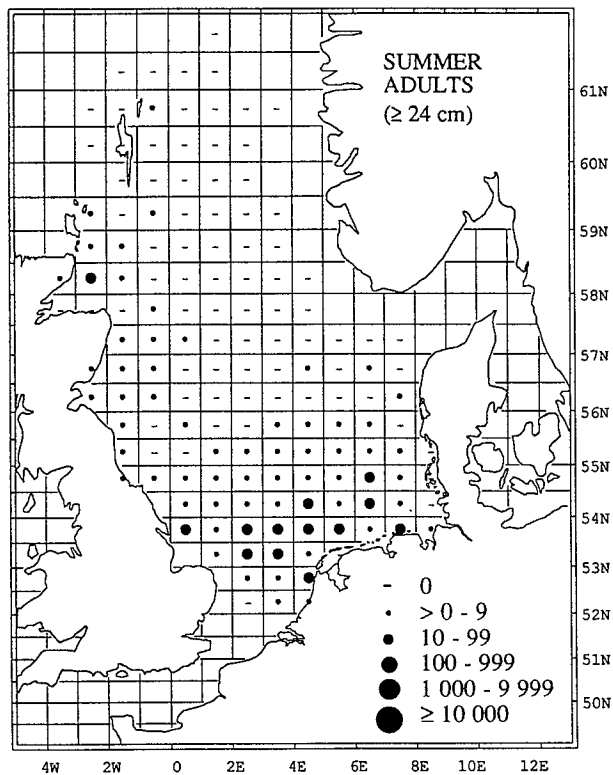 SUMMER
ADULTS
(≥ 24 cm)
61N
60N
59N
58N
57N
56N
55N
54N
53N
52N
51N
50N
- 0
> 0 - 9
10 - 99
100 - 999
1 000 - 9 999
≥ 10 000
4W 2W 0 2E 4E 6E 8E 10E 12E